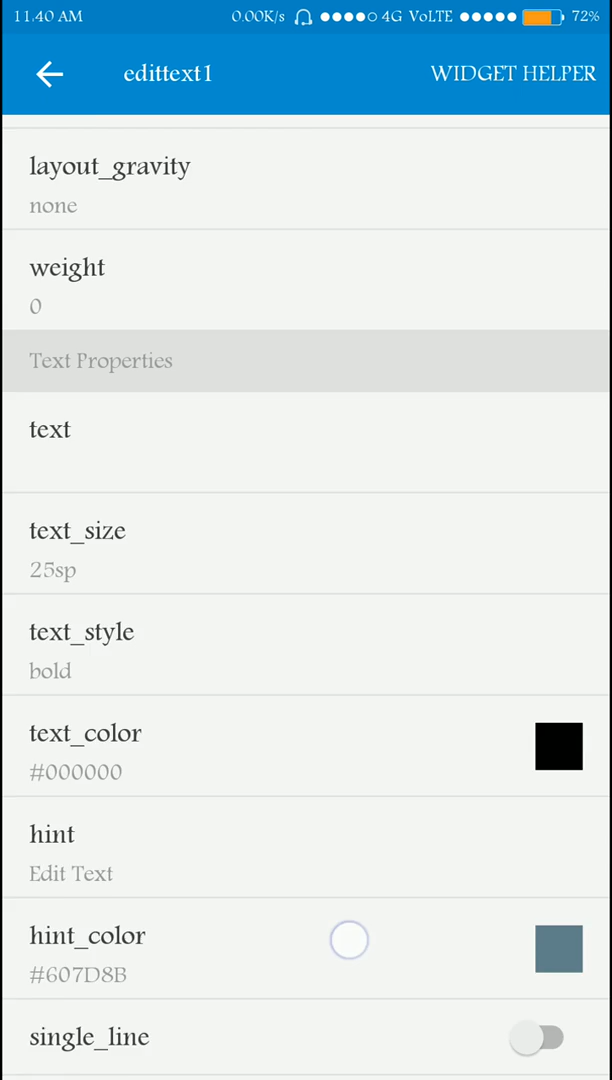 11.40 AM 0.00K/s 4G VoLTE 72%
edittext1 WIDGET HELPER
layout_gravity
none
weight
0
Text Properties
text
text_size
25sp
text_style
bold
text_color
#000000
hint
Edit Text
hint_color
#607D8B
single_line